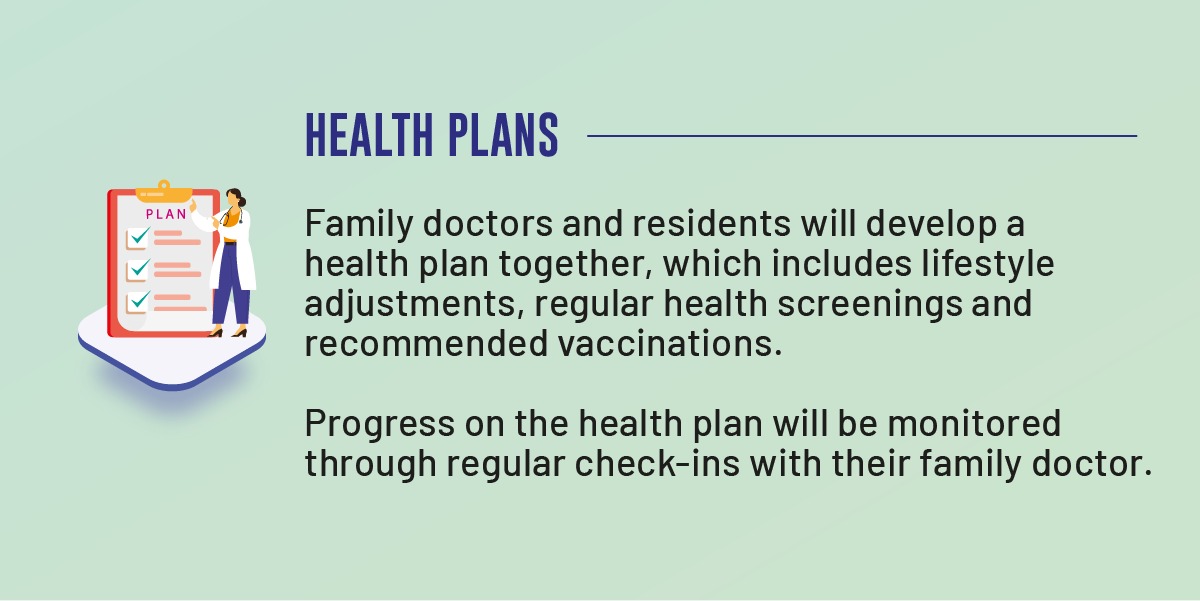 HEALTH PLANS
PLAN
Family doctors and residents will develop a
health plan together, which includes lifestyle
adjustments, regular health screenings and
recommended vaccinations.
Progress on the health plan will be monitored
through regular check-ins with their family doctor.